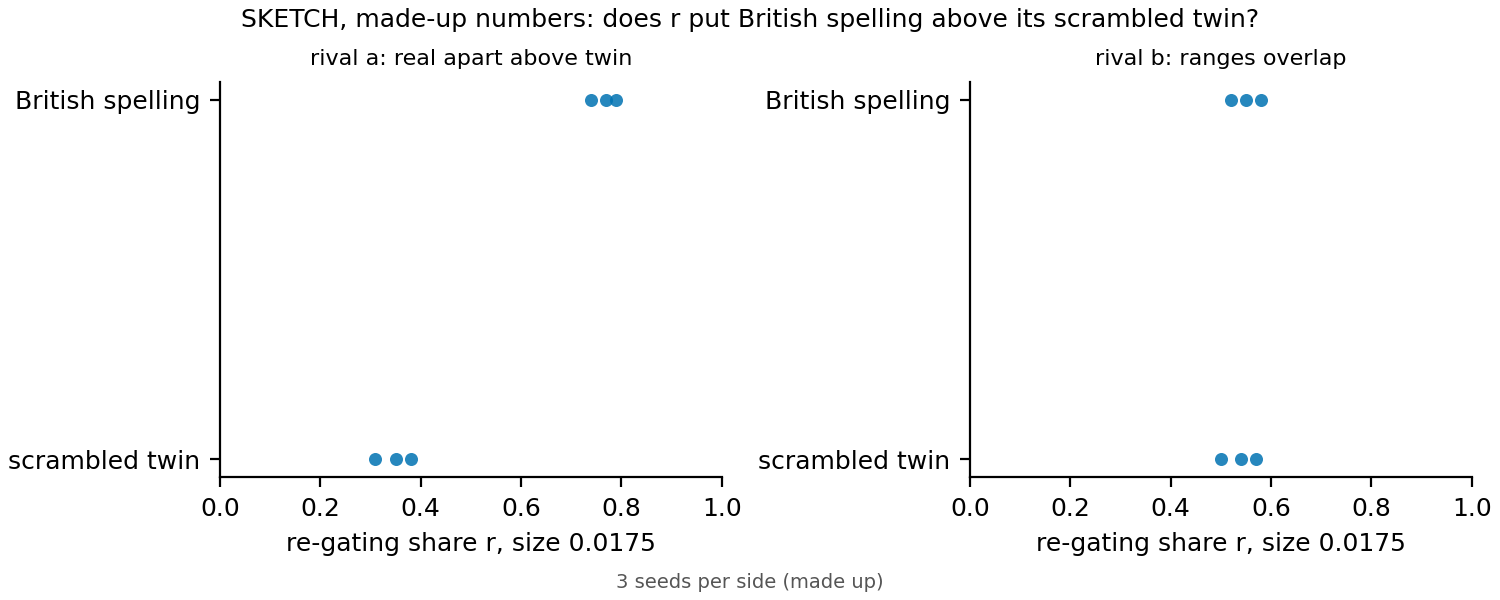 SKETCH, made-up numbers: does r put British spelling above its scrambled twin?
rival a: real apart above twin
British spelling
scrambled twin
0.0 0.2 0.4 0.6 0.8 1.0
re-gating share r, size 0.0175
rival b: ranges overlap
British spelling
scrambled twin
0.0 0.2 0.4 0.6 0.8 1.0
re-gating share r, size 0.0175
3 seeds per side (made up)